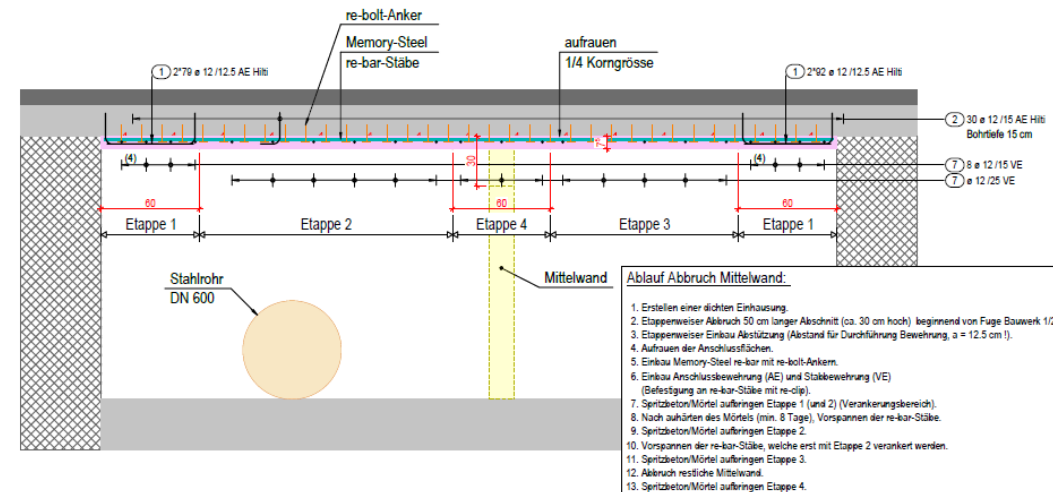 re-bolt-Anker
Memory-Steel
re-bar-Stäbe
aufrauen
1/4 Korngrösse
1 2*79 ø 12 /12.5 AE Hilti
1 2*92 ø 12 /12.5 AE Hilti
2 30 ø 12 /15 AE Hilti
Bohrtiefe 15 cm
7
(4)
(4)
30
7 8 ø 12 /15 VE
7 ø 12 /25 VE
60
60
60
Etappe 1
Etappe 2
Etappe 4
Etappe 3
Etappe 1
Stahlrohr
DN 600
Mittelwand
Ablauf Abbruch Mittelwand:
1. Erstellen einer dichten Einhausung.
2. Etappenweiser Abbruch 50 cm langer Abschnitt (ca. 30 cm hoch) beginnend von Fuge Bauwerk 1/2
3. Etappenweiser Einbau Abstützung (Abstand für Durchführung Bewehrung, a = 12.5 cm !).
4. Aufrauen der Anschlussflächen.
5. Einbau Memory-Steel re-bar mit re-bolt-Ankern.
6. Einbau Anschlussbewehrung (AE) und Stabbewehrung (VE)
(Befestigung an re-bar-Stäbe mit re-clip).
7. Spritzbeton/Mörtel aufbringen Etappe 1 (und 2) (Verankerungsbereich).
8. Nach auhärten des Mörtels (min. 8 Tage), Vorspannen der re-bar-Stäbe.
9. Spritzbeton/Mörtel aufbringen Etappe 2.
10. Vorspannen der re-bar-Stäbe, welche erst mit Etappe 2 verankert werden.
11. Spritzbeton/Mörtel aufbringen Etappe 3.
12. Abbruch restliche Mittelwand.
13. Spritzbeton/Mörtel aufbringen Etappe 4.